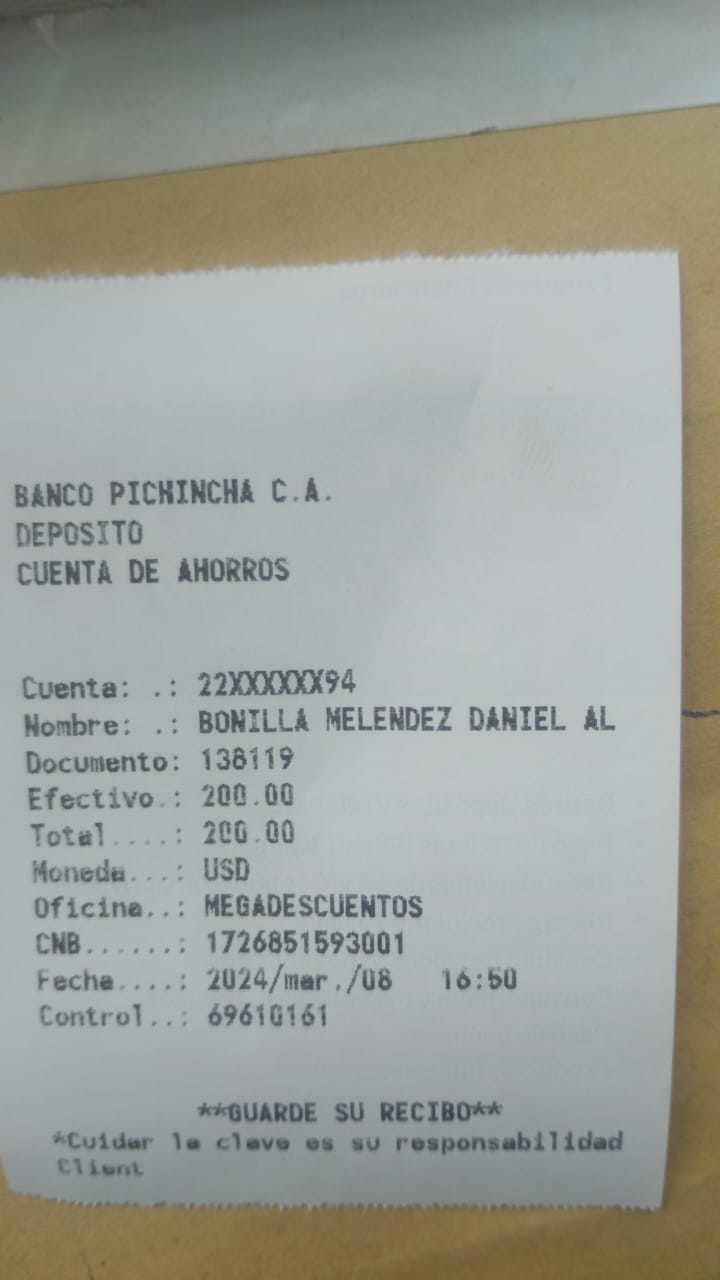 BANCO PICHINCHA C.A.
DEPOSITO
CUENTA DE AHORROS
Cuenta: .: 22XXXXXX94
Nombre: .: BONILLA MELENDEZ DANIEL AL
Documento: 138119
Efectivo.: 200.00
Total....: 200.00
Moneda...: USD
Oficina..: MEGADESCUENTOS
CNB......: 1726851593001
Fecha....: 2024/mar./08 16:50
Control..: 69610161
**GUARDE SU RECIBO**
*Cuidar la clave es su responsabilidad
Client